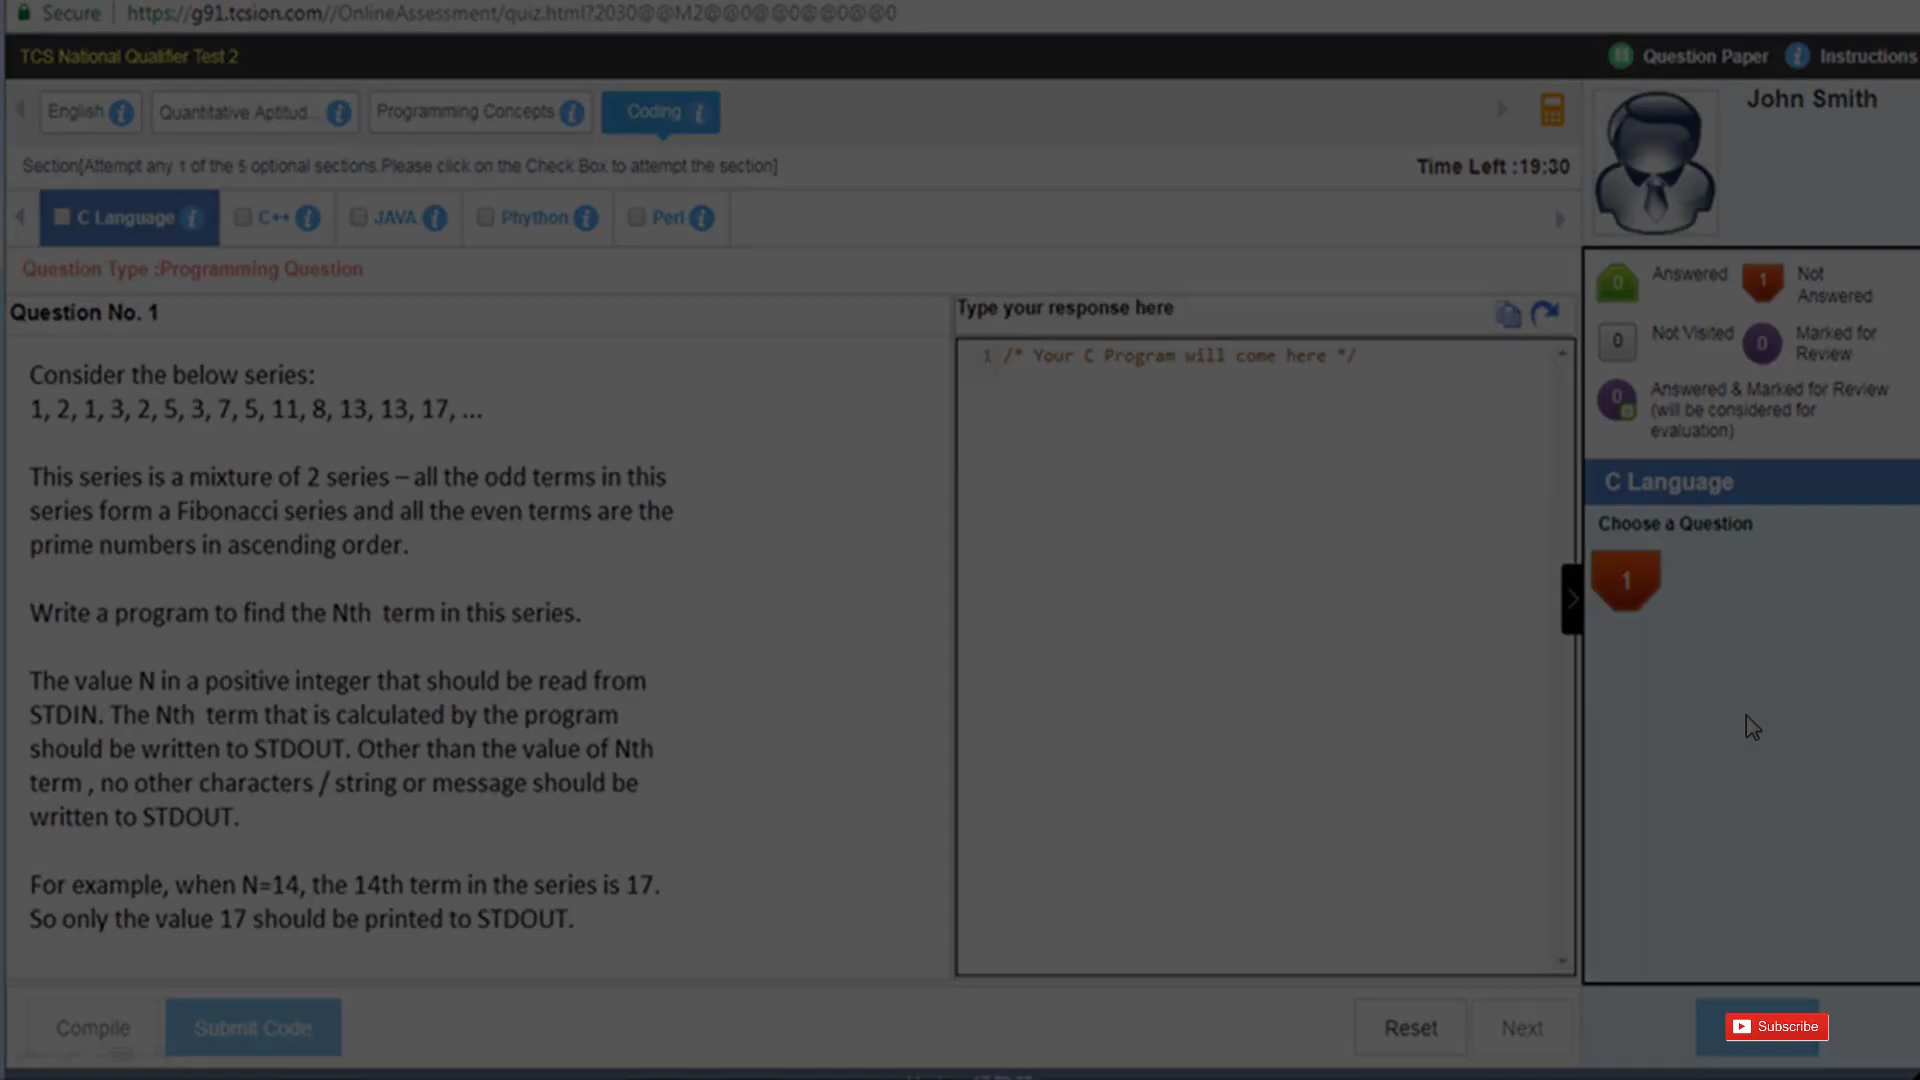 Secure | https://g91.tcsion.com//OnlineAssessment/quiz.html?2030@@M2@@0@@0@@0@@0
TCS National Qualifier Test 2
Question Paper
Instructions
English
Quantitative Aptitud...
Programming Concepts
Coding
John Smith
Section[Attempt any 1 of the 5 optional sections.Please click on the Check Box to attempt the section]
Time Left :19:30
C Language
C++
JAVA
Phython
Perl
Question Type :Programming Question
Question No. 1
Type your response here
1 /* Your C Program will come here */
Consider the below series:
1, 2, 1, 3, 2, 5, 3, 7, 5, 11, 8, 13, 13, 17, ...
This series is a mixture of 2 series – all the odd terms in this
series form a Fibonacci series and all the even terms are the
prime numbers in ascending order.
Write a program to find the Nth term in this series.
The value N in a positive integer that should be read from
STDIN. The Nth term that is calculated by the program
should be written to STDOUT. Other than the value of Nth
term , no other characters / string or message should be
written to STDOUT.
For example, when N=14, the 14th term in the series is 17.
So only the value 17 should be printed to STDOUT.
0 Answered
1 Not
Answered
0 Not Visited
0 Marked for
Review
0 Answered & Marked for Review
(will be considered for
evaluation)
C Language
Choose a Question
1
Compile
Submit Code
Reset
Next
Subscribe